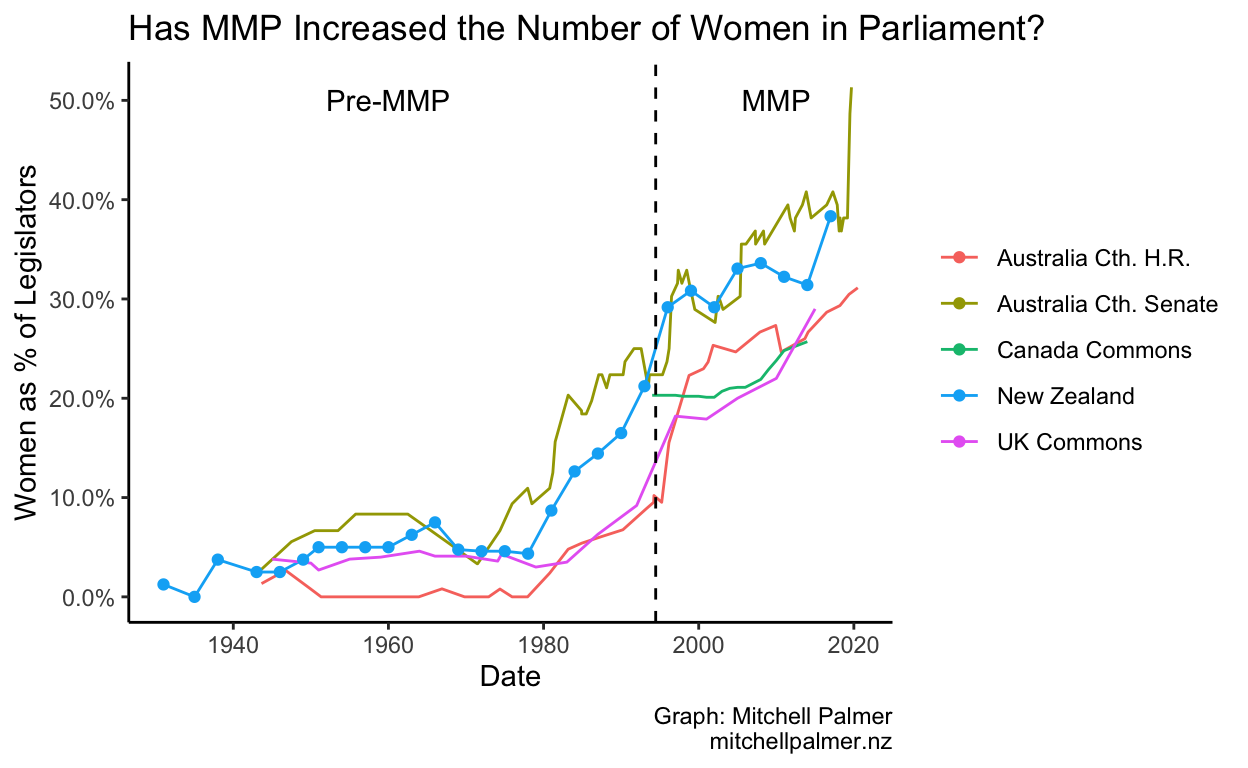 Has MMP Increased the Number of Women in Parliament?
Pre-MMP
MMP
50.0%
40.0%
30.0%
20.0%
10.0%
0.0%
Women as % of Legislators
1940
1960
1980
2000
2020
Date
Australia Cth. H.R.
Australia Cth. Senate
Canada Commons
New Zealand
UK Commons
Graph: Mitchell Palmer
mitchellpalmer.nz